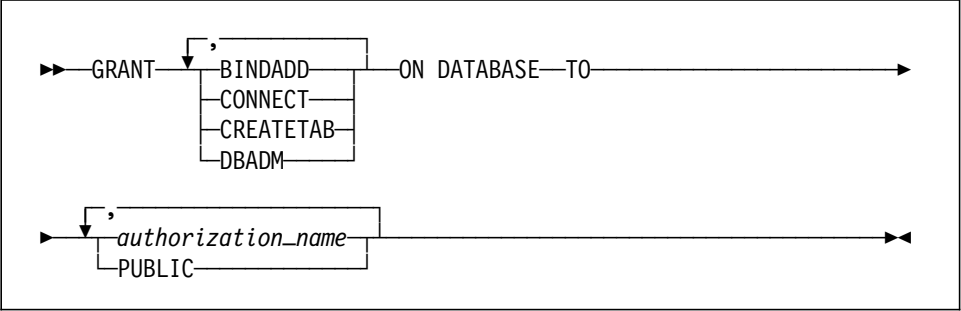 ,
GRANT BINDADD ON DATABASE TO
CONNECT
CREATETAB
DBADM
,
authorization_name
PUBLIC